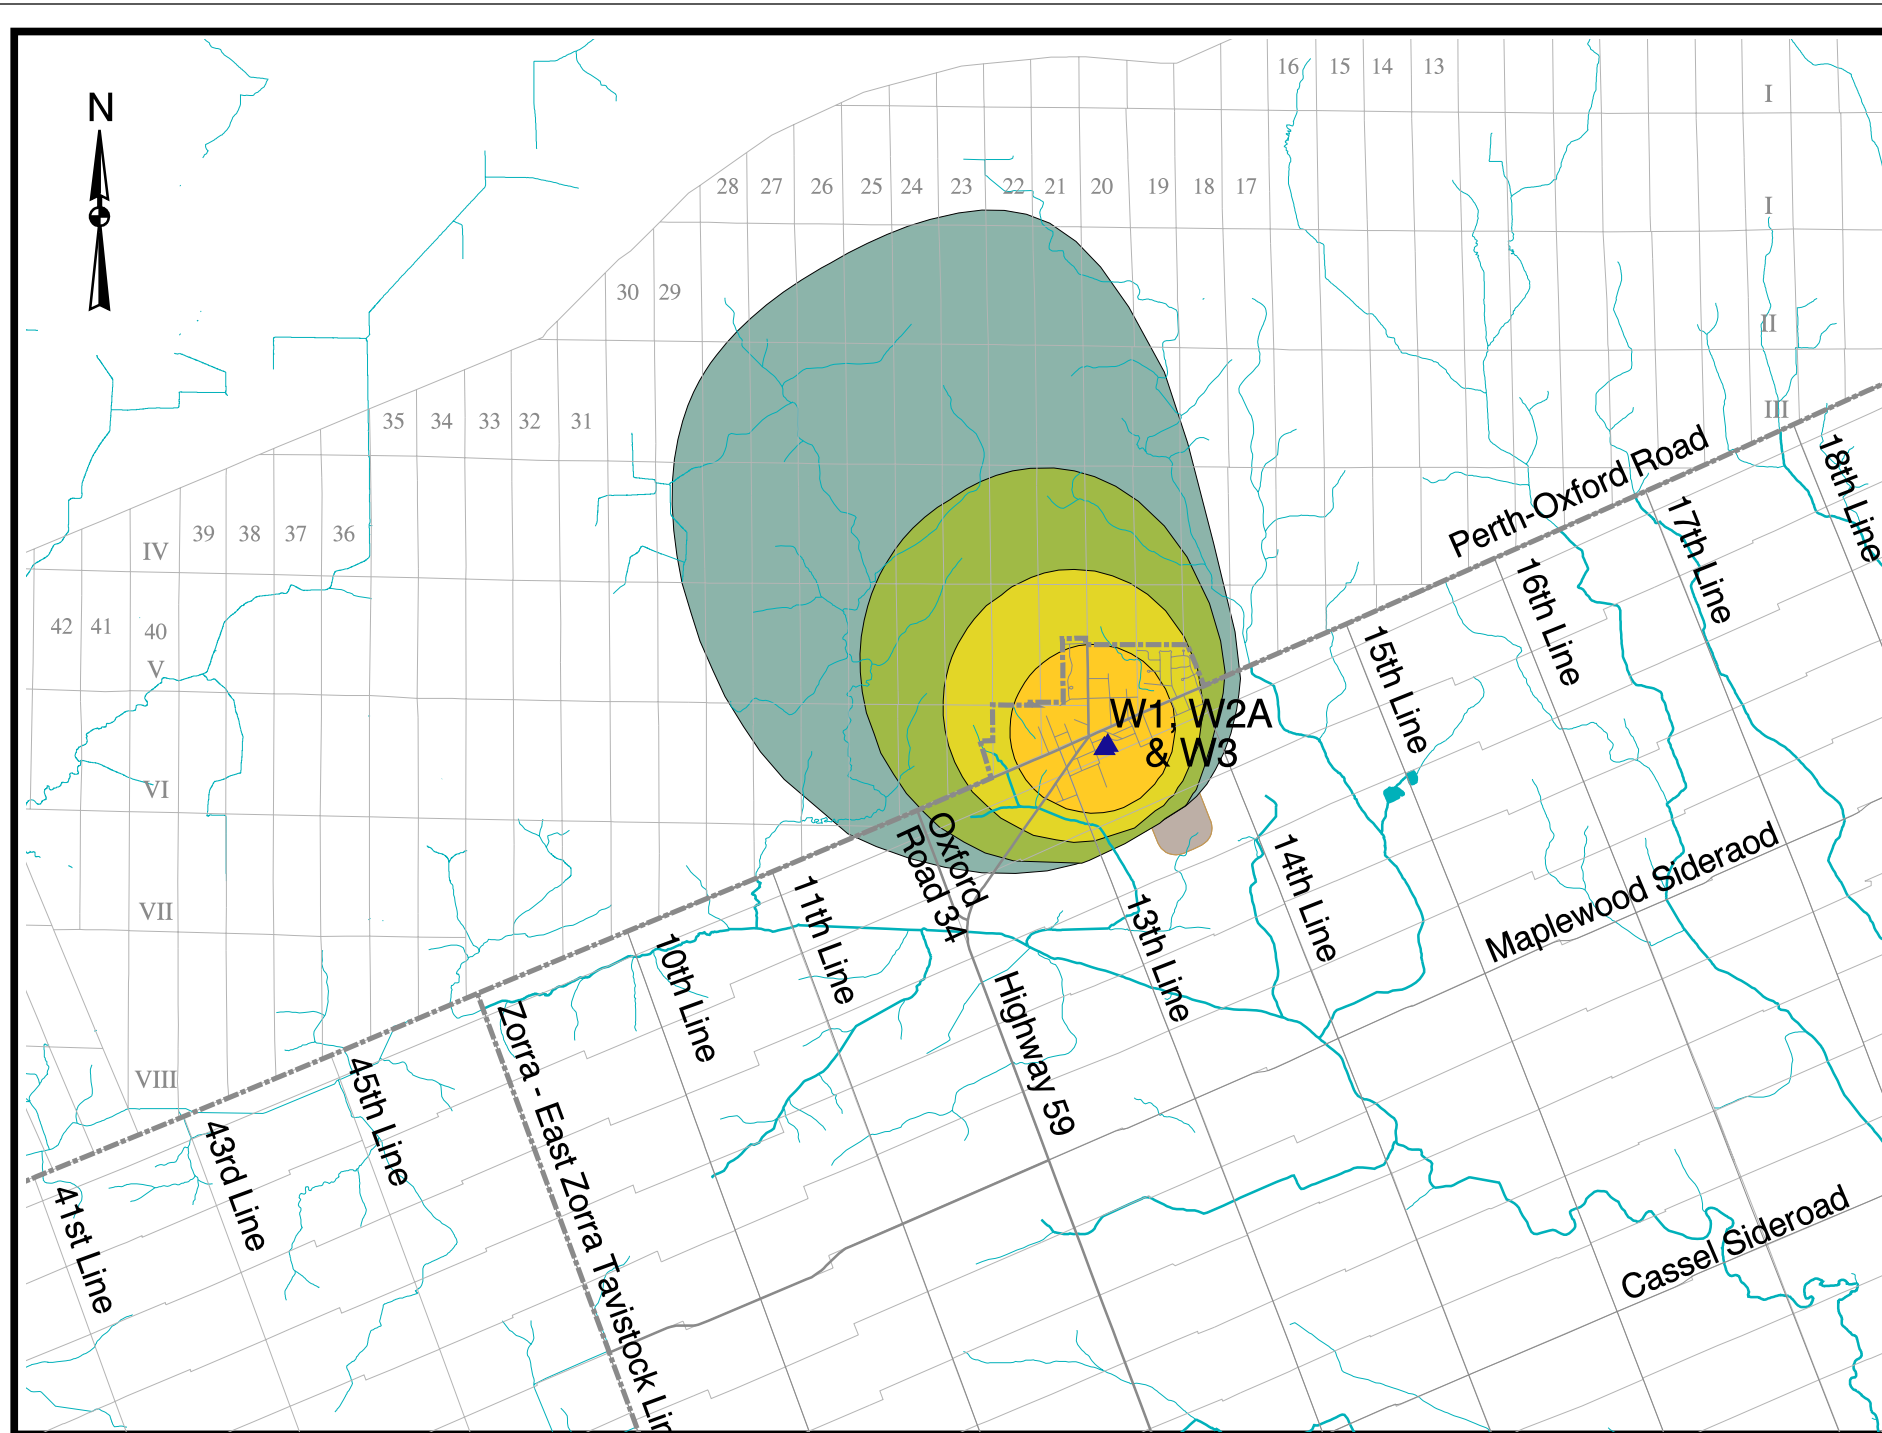 N
16 15 14 13
I
28 27 26 25 24 23 22 21 20 19 18 17
I
30 29
II
35 34 33 32 31
III
Perth-Oxford Road
18th Line
39 38 37 36
IV
17th Line
16th Line
42 41 40
V
15th Line
W1, W2A
& W3
VI
Oxford
Road 34
14th Line
Maplewood Sideraod
11th Line
13th Line
VII
10th Line
Highway 59
Zorra - East Zorra Tavistock Lin
45th Line
VIII
43rd Line
41st Line
Cassel Sideroad